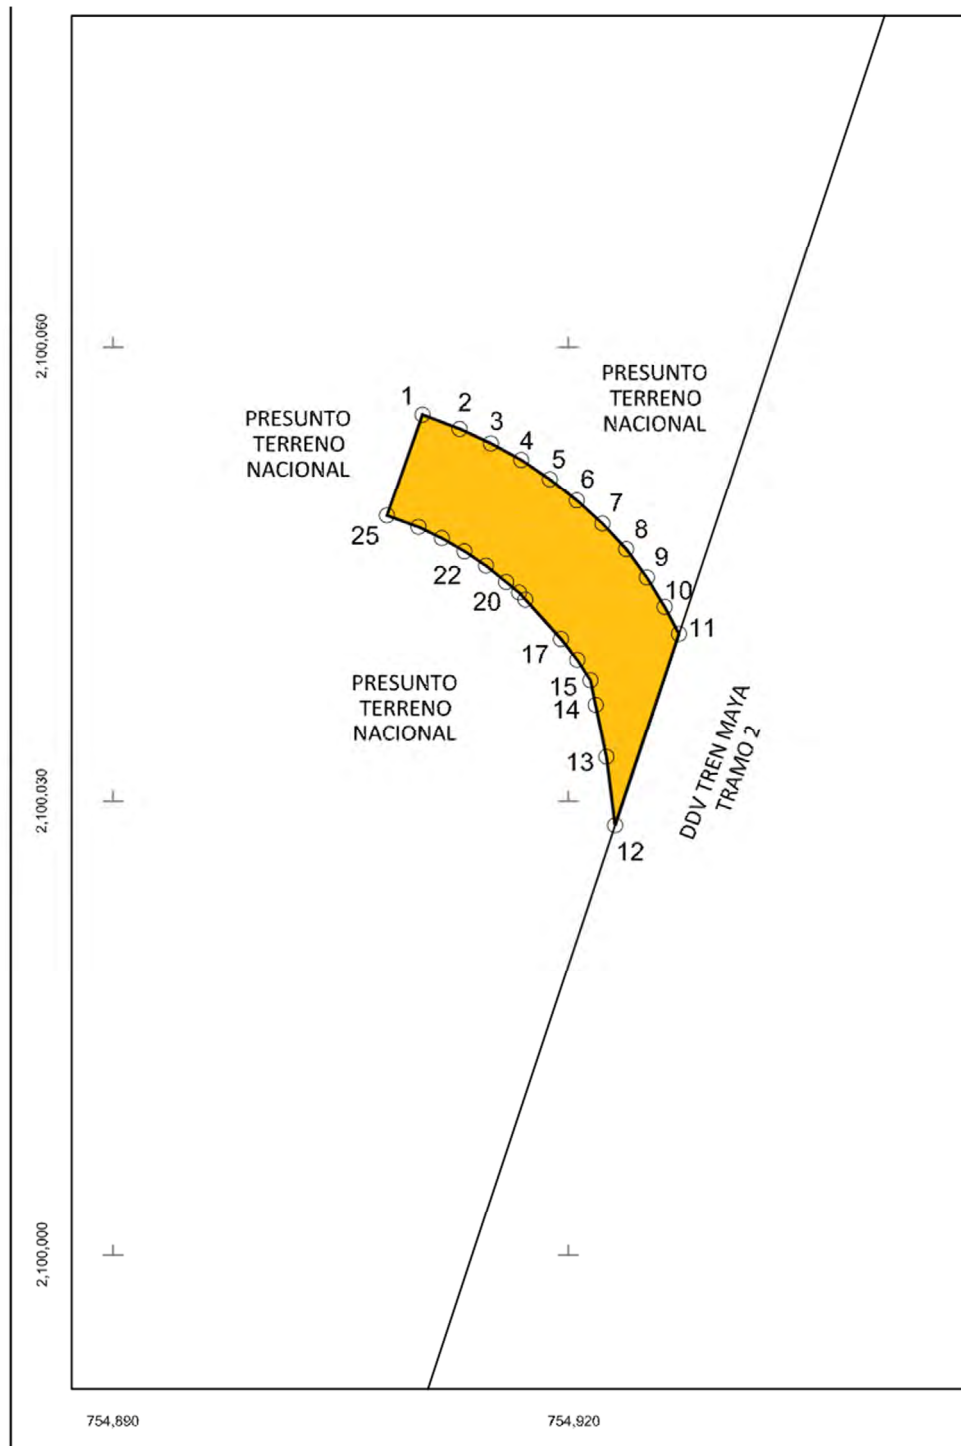 2,100,060
PRESUNTO
TERRENO
NACIONAL
1
2
3
4
5
6
7
8
9
10
11
PRESUNTO
TERRENO
NACIONAL
25
22
20
17
15
14
13
12
PRESUNTO
TERRENO
NACIONAL
DDV TREN MAYA
TRAMO 2
2,100,030
2,100,000
754,890
754,920